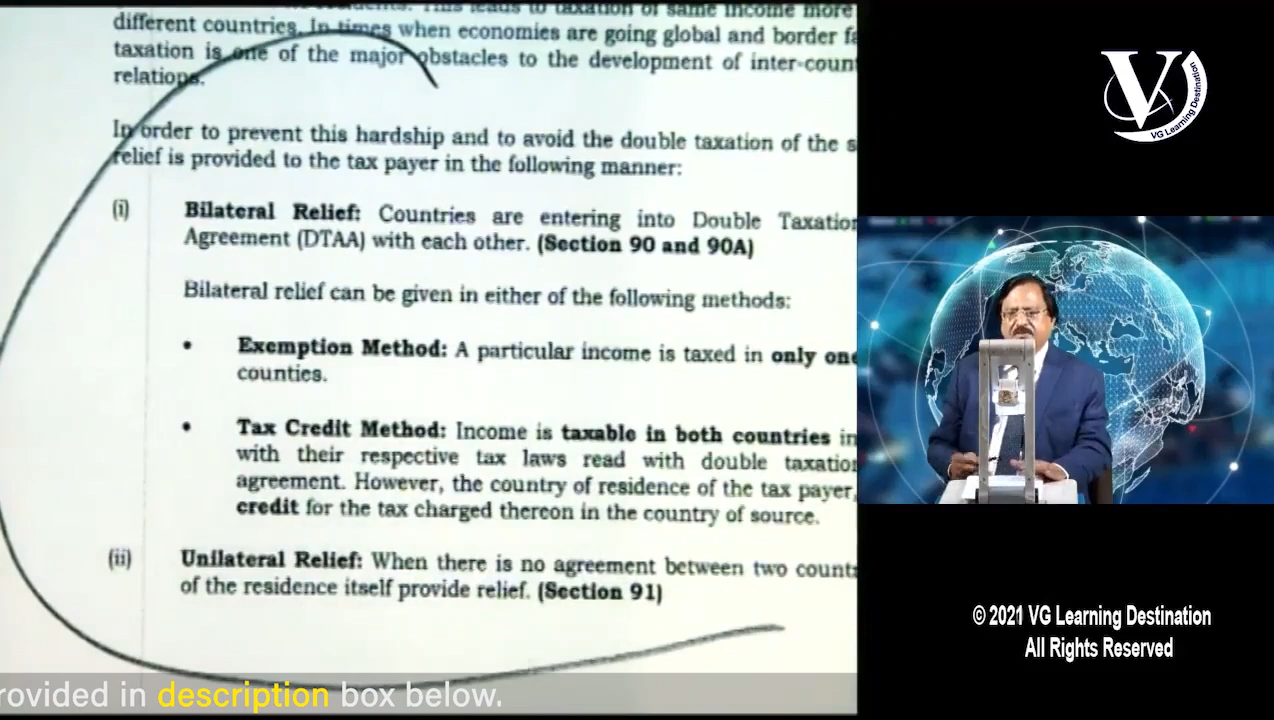 different countries. In times when economies are going global and border
taxation is one of the major obstacles to the development of inter-coun
relations.
In order to prevent this hardship and to avoid the double taxation of the s
relief is provided to the tax payer in the following manner:
(i) Bilateral Relief: Countries are entering into Double Taxation
Agreement (DTAA) with each other. (Section 90 and 90A)
Bilateral relief can be given in either of the following methods:
• Exemption Method: A particular income is taxed in only one
counties.
• Tax Credit Method: Income is taxable in both countries in
with their respective tax laws read with double taxation
agreement. However, the country of residence of the tax payer,
credit for the tax charged thereon in the country of source.
(ii) Unilateral Relief: When there is no agreement between two count
of the residence itself provide relief. (Section 91)
rovided in description box below.
V
VG Learning Destination
© 2021 VG Learning Destination
All Rights Reserved